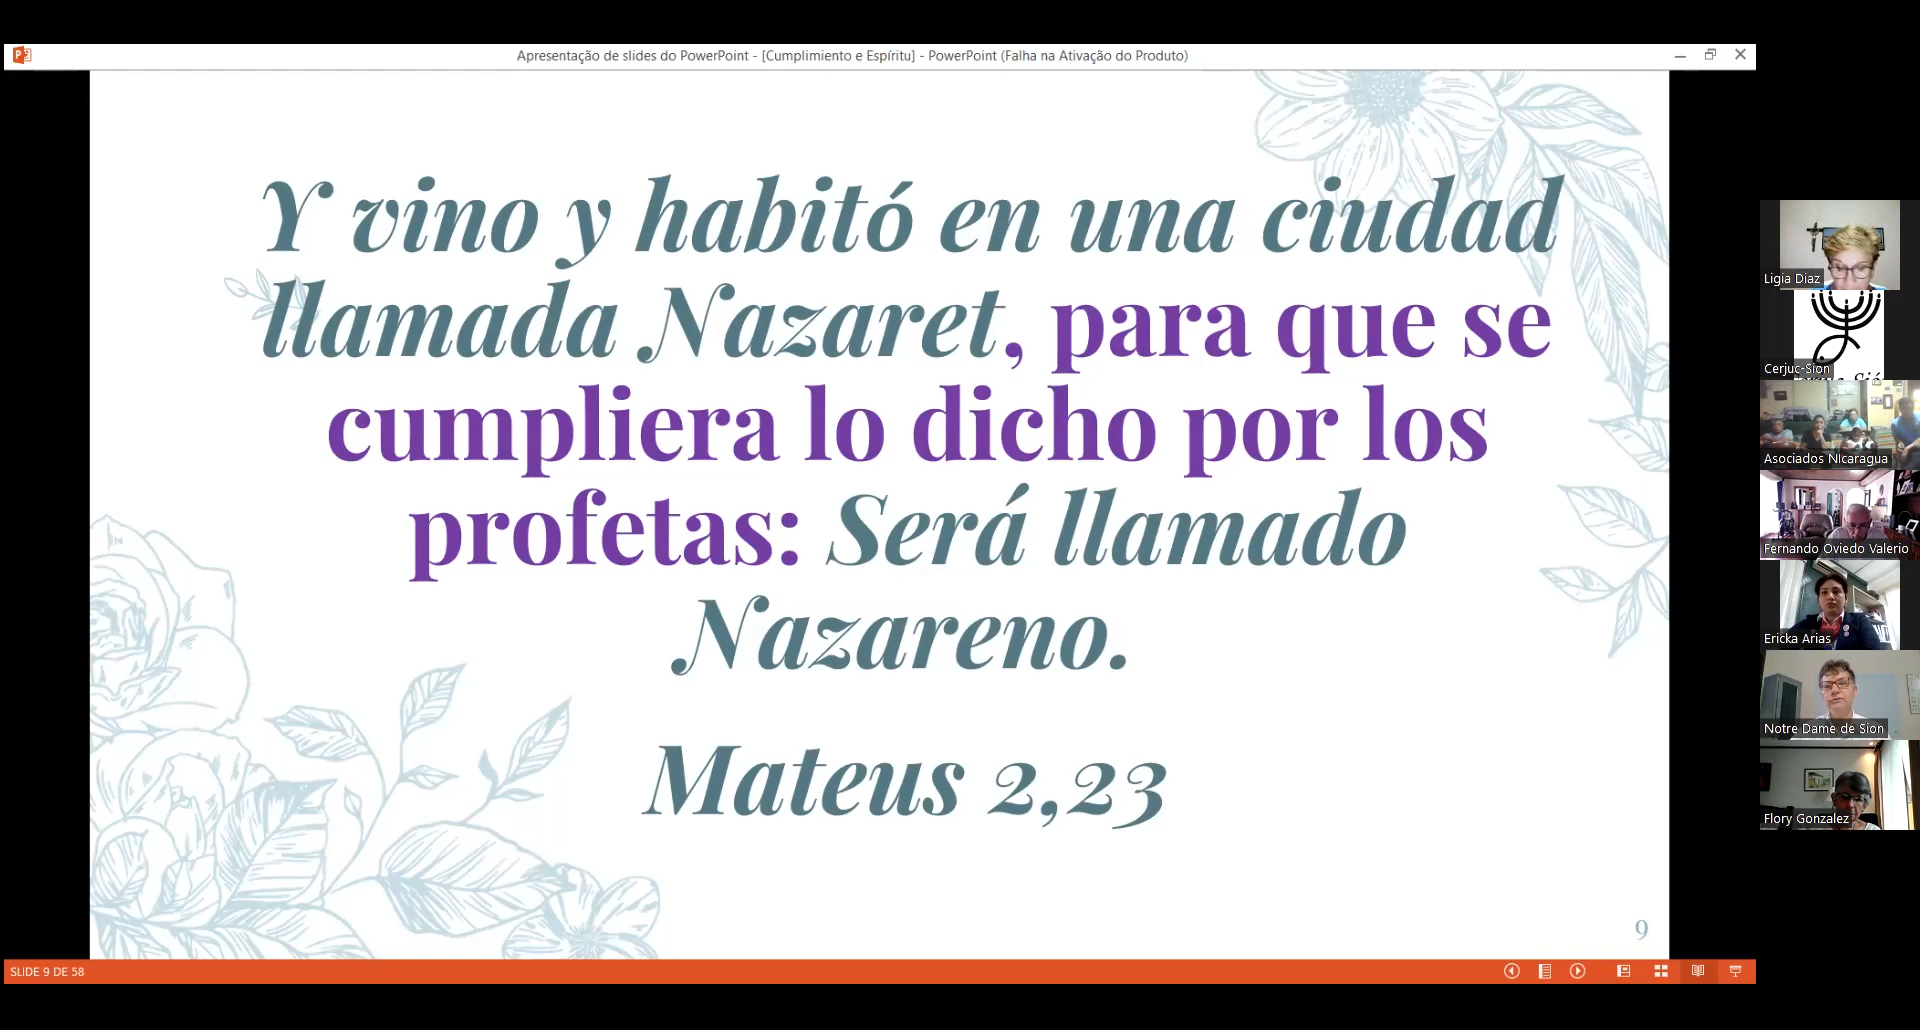 Apresentação de slides do PowerPoint - [Cumplimiento e Espíritu] - PowerPoint (Falha na Ativação do Produto)
Y vino y habitó en una ciudad
llamada Nazaret, para que se
cumpliera lo dicho por los
profetas: Será llamado
Nazareno.
Mateus 2,23
9
SLIDE 9 DE 58
Ligia Diaz
Cerjuc-Sion
Asociados NIcaragua
Fernando Oviedo Valerio
Ericka Arias
Notre Dame de Sion
Flory Gonzalez